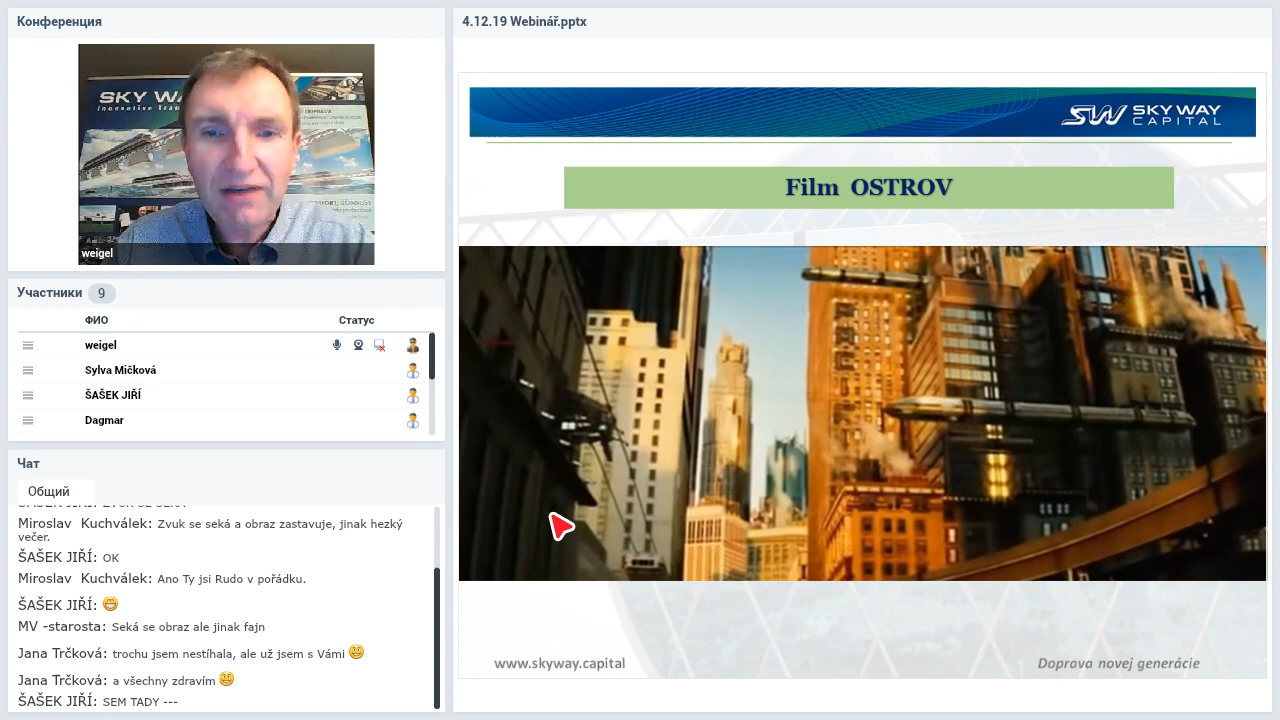 Конференция
SKY WA
weigel
Участники 9
ФИО Статус
weigel
Sylva Mičková
ŠAŠEK JIŘÍ
Dagmar
Чат
Общий
Miroslav Kuchválek: Zvuk se seká a obraz zastavuje, jinak hezký
večer.
ŠAŠEK JIŘÍ: OK
Miroslav Kuchválek: Ano Ty jsi Rudo v pořádku.
ŠAŠEK JIŘÍ:
MV -starosta: Seká se obraz ale jinak fajn
Jana Trčková: trochu jsem nestíhala, ale už jsem s Vámi
Jana Trčková: a všechny zdravím
ŠAŠEK JIŘÍ: SEM TADY ---
4.12.19 Webinář.pptx
SW SKY WAY
CAPITAL
Film OSTROV
www.skyway.capital
Doprava novej generácie